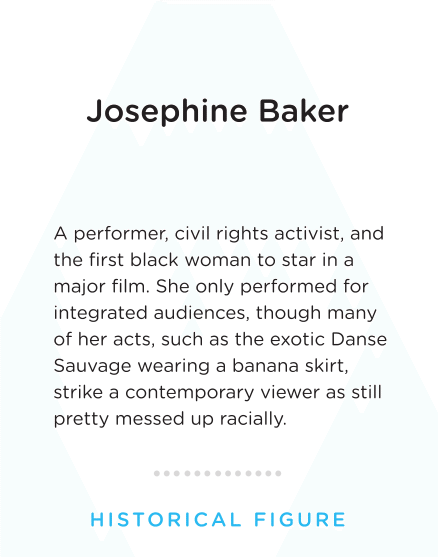 Josephine Baker
A performer, civil rights activist, and
the first black woman to star in a
major film. She only performed for
integrated audiences, though many
of her acts, such as the exotic Danse
Sauvage wearing a banana skirt,
strike a contemporary viewer as still
pretty messed up racially.
HISTORICAL FIGURE